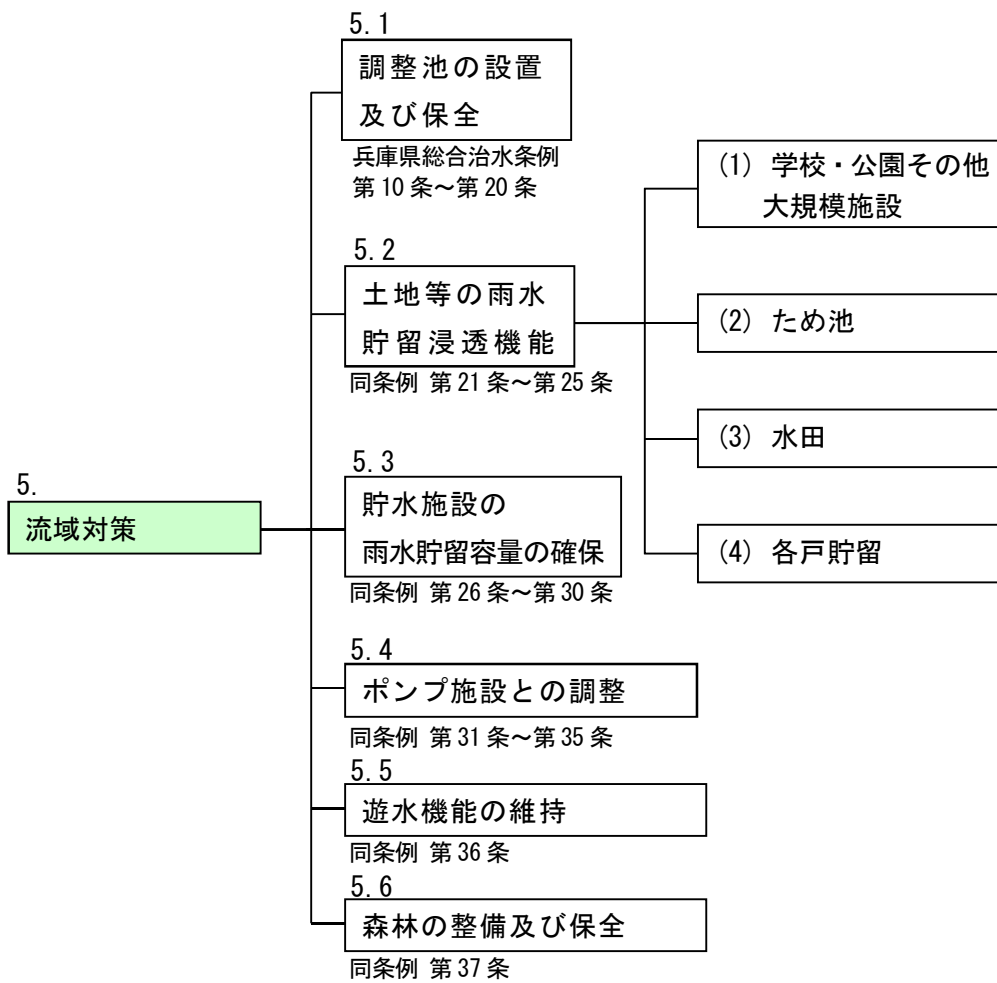 5.
流域対策
5.1
調整池の設置
及び保全
兵庫県総合治水条例
第10条～第20条
5.2
土地等の雨水
貯留浸透機能
同条例 第21条～第25条
(1) 学校・公園その他
大規模施設
(2) ため池
(3) 水田
(4) 各戸貯留
5.3
貯水施設の
雨水貯留容量の確保
同条例 第26条～第30条
5.4
ポンプ施設との調整
同条例 第31条～第35条
5.5
遊水機能の維持
同条例 第36条
5.6
森林の整備及び保全
同条例 第37条